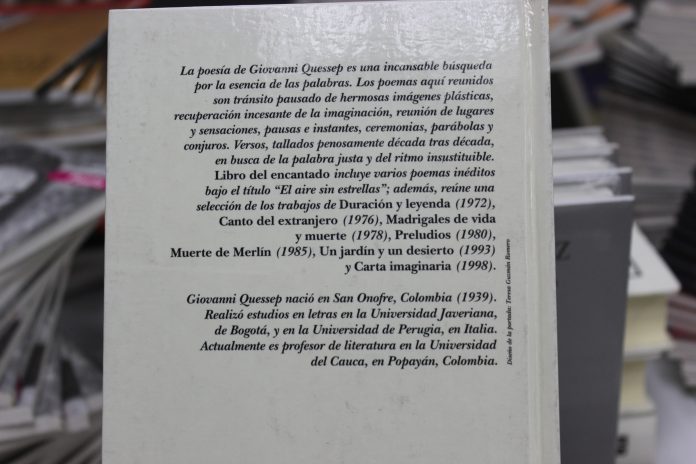 La poesía de Giovanni Quessep es una incansable búsqueda
por la esencia de las palabras. Los poemas aquí reunidos
son tránsito pausado de hermosas imágenes plásticas,
recuperación incesante de la imaginación, reunión de lugares
y sensaciones, pausas e instantes, ceremonias, parábolas y
conjuros. Versos, tallados penosamente década tras década,
en busca de la palabra justa y del ritmo insustituible.
Libro del encantado incluye varios poemas inéditos
bajo el título “El aire sin estrellas”; además, reúne una
selección de los trabajos de Duración y leyenda (1972),
Canto del extranjero (1976), Madrigales de vida
y muerte (1978), Preludios (1980),
Muerte de Merlín (1985), Un jardín y un desierto (1993)
y Carta imaginaria (1998).
Giovanni Quessep nació en San Onofre, Colombia (1939).
Realizó estudios en letras en la Universidad Javeriana,
de Bogotá, y en la Universidad de Perugia, en Italia.
Actualmente es profesor de literatura en la Universidad
del Cauca, en Popayán, Colombia.
Diseño de la portada: Teresa Guzmán Romero
Z